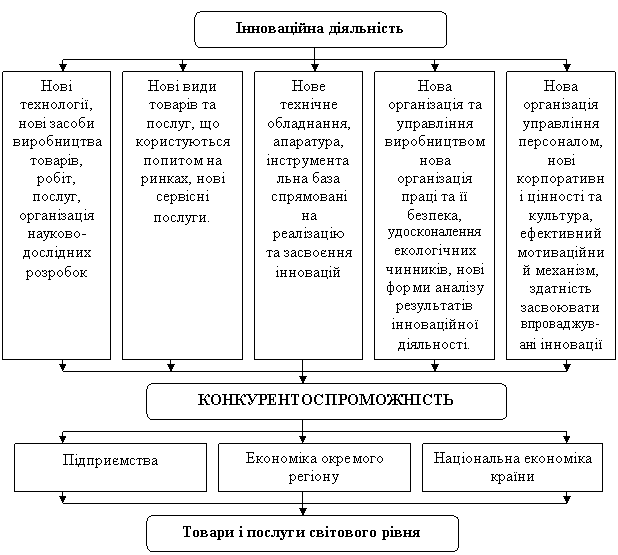 Інноваційна діяльність
Нові
технології,
нові засоби
виробництва
товарів,
робіт,
послуг,
організація
науково-
дослідних
розробок
Нові види
товарів та
послуг, що
користуються
попитом на
ринках, нові
сервісні
послуги.
Нове
технічне
обладнання,
апаратура,
інструмента
льна база
спрямовані
на
реалізацію
та засвоєння
інновацій
Нова
організація та
управління
виробництвом
нова
організація
праці та її
безпека,
удосконалення
екологічних
чинників, нові
форми аналізу
результатів
інноваційної
діяльності.
Нова
організація
управління
персоналом,
нові
корпоративн
і цінності та
культура,
ефективний
мотиваційни
й механізм,
здатність
засвоювати
впроваджув-
ані інновації
КОНКУРЕНТОСПРОМОЖНІСТЬ
Підприємства
Економіка окремого
регіону
Національна економіка
країни
Товари і послуги світового рівня